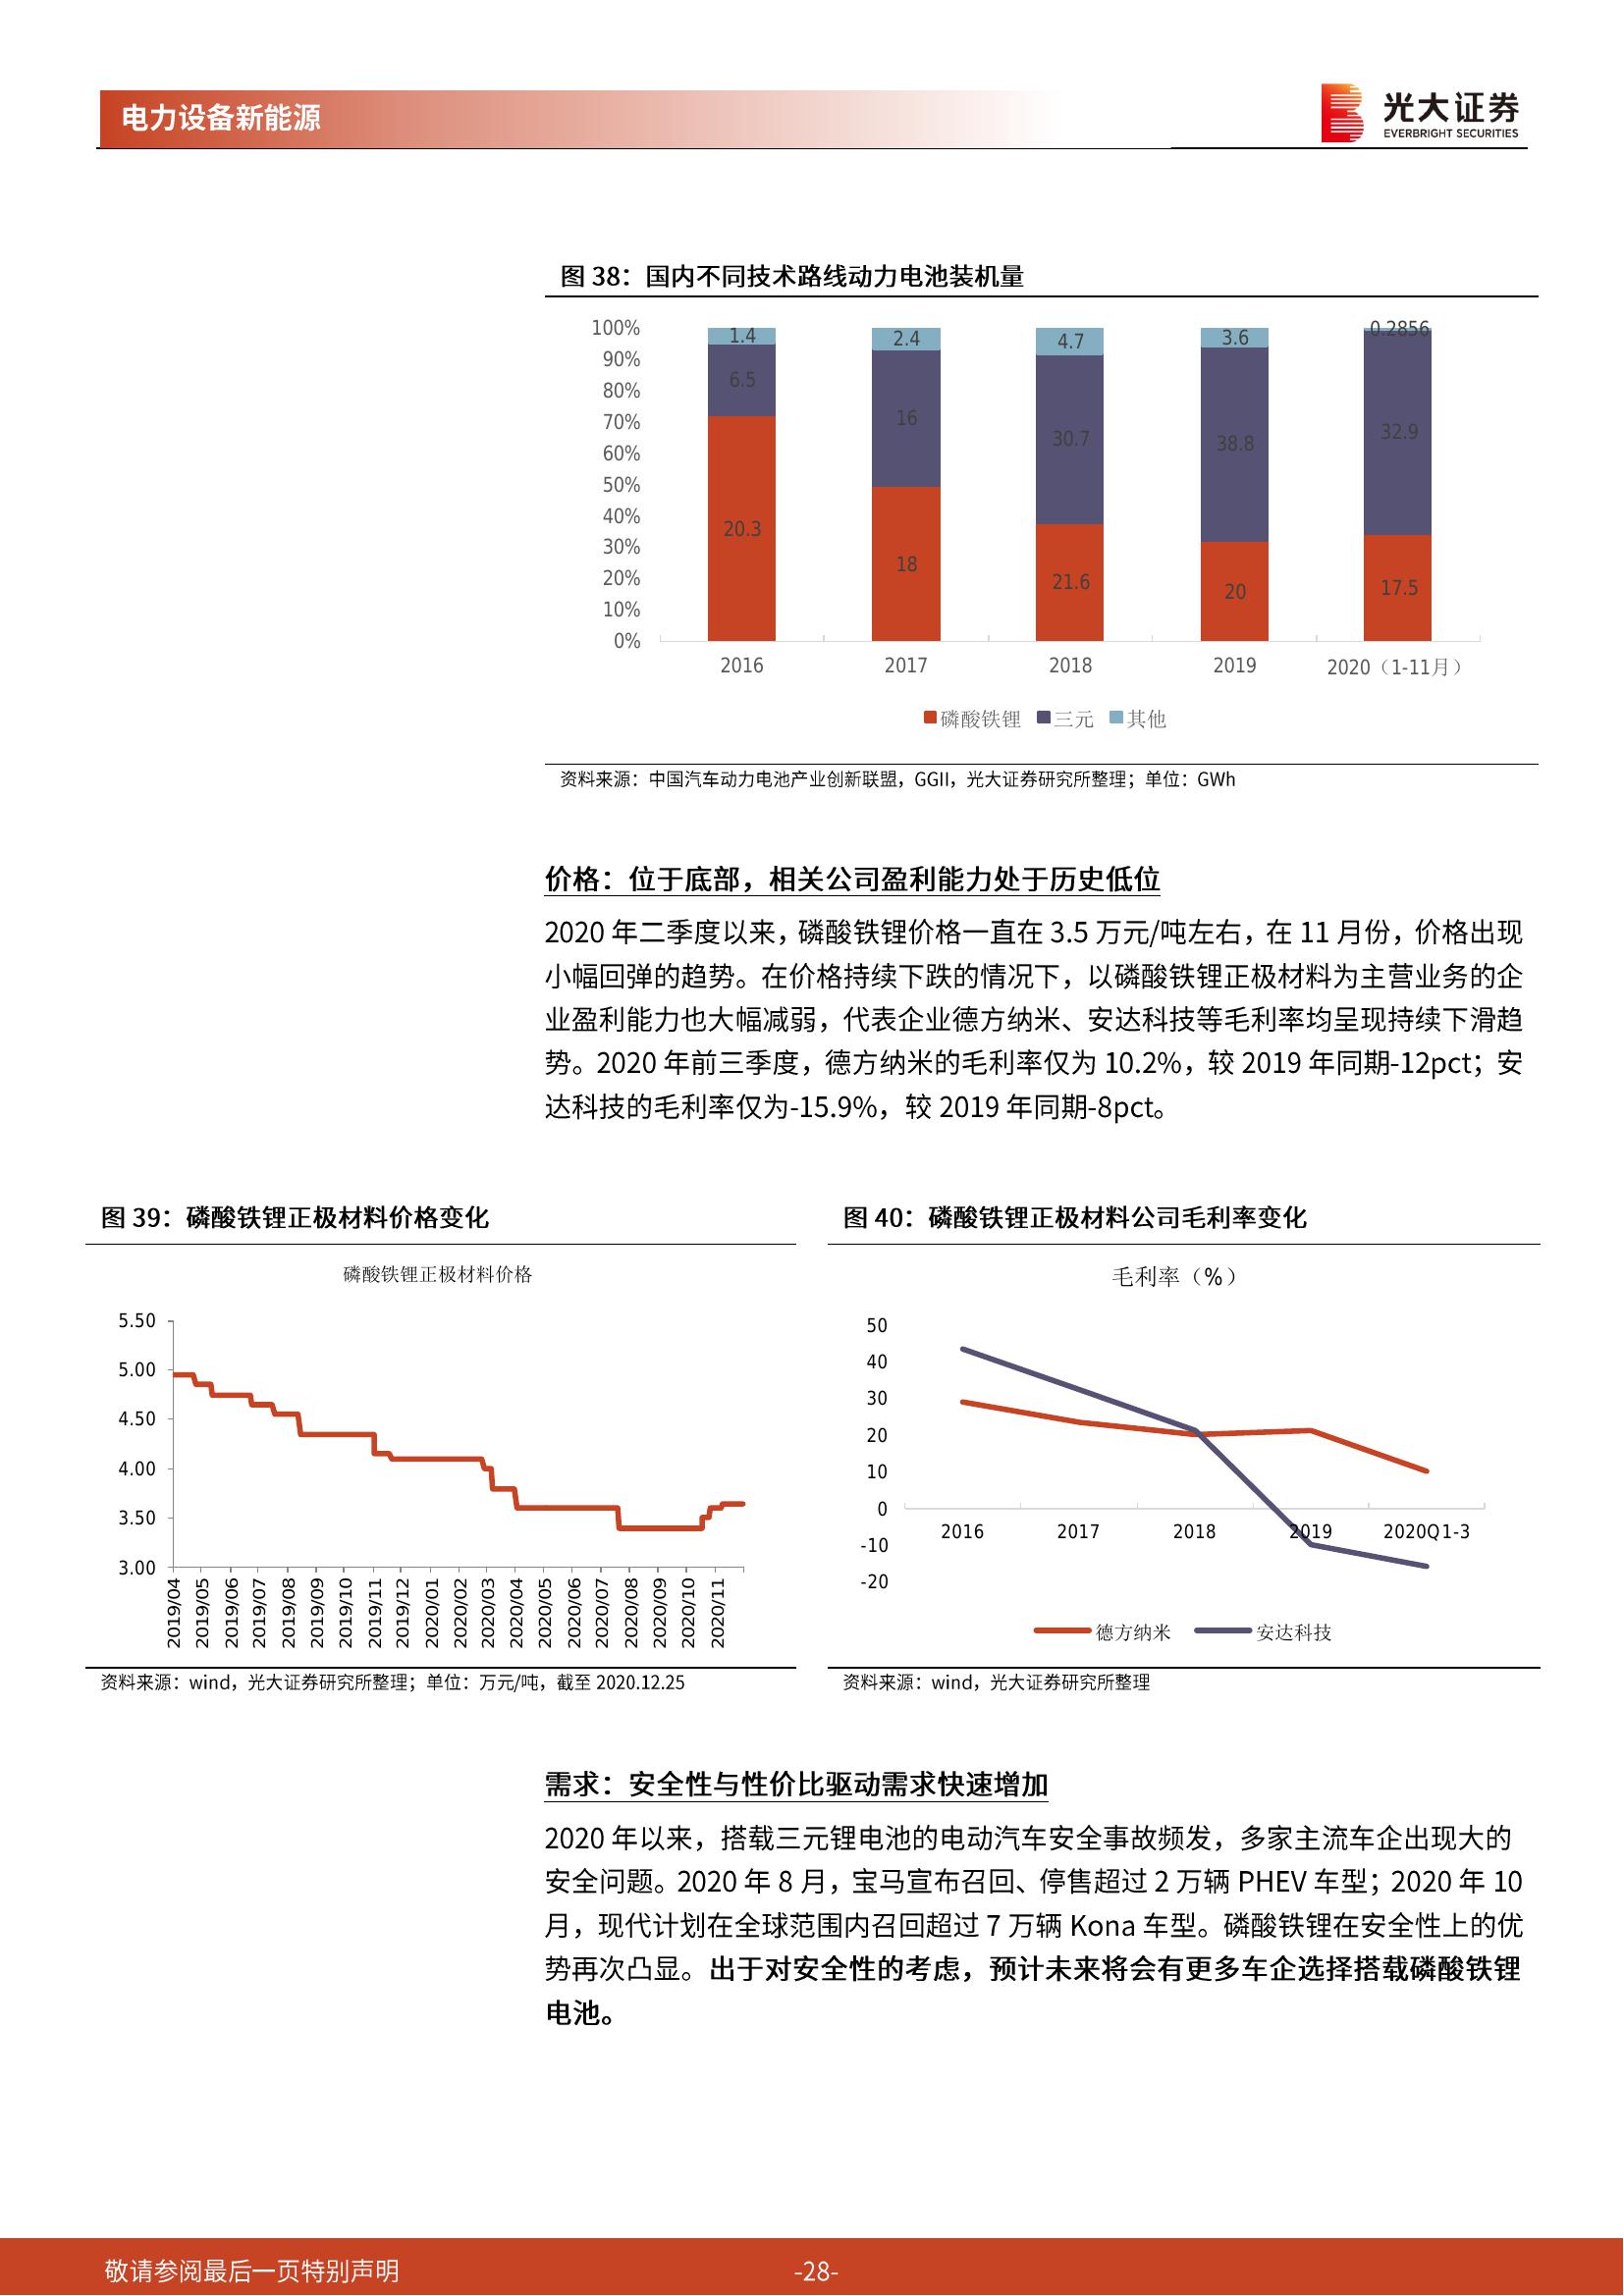 电力设备新能源
光大证券
EVERBRIGHT SECURITIES
图 38：国内不同技术路线动力电池装机量
100%
90%
80%
70%
60%
50%
40%
30%
20%
10%
0%
1.4
2.4
4.7
3.6
0.2856
6.5
16
30.7
38.8
32.9
20.3
18
21.6
20
17.5
2016
2017
2018
2019
2020（1-11月）
磷酸铁锂 三元 其他
资料来源：中国汽车动力电池产业创新联盟，GGII，光大证券研究所整理；单位：GWh
价格：位于底部，相关公司盈利能力处于历史低位
2020 年二季度以来，磷酸铁锂价格一直在 3.5 万元/吨左右，在 11 月份，价格出现
小幅回弹的趋势。在价格持续下跌的情况下，以磷酸铁锂正极材料为主营业务的企
业盈利能力也大幅减弱，代表企业德方纳米、安达科技等毛利率均呈现持续下滑趋
势。2020 年前三季度，德方纳米的毛利率仅为 10.2%，较 2019 年同期-12pct；安
达科技的毛利率仅为-15.9%，较 2019 年同期-8pct。
图 39：磷酸铁锂正极材料价格变化
磷酸铁锂正极材料价格
5.50
5.00
4.50
4.00
3.50
3.00
2019/04
2019/05
2019/06
2019/07
2019/08
2019/09
2019/10
2019/11
2019/12
2020/01
2020/02
2020/03
2020/04
2020/05
2020/06
2020/07
2020/08
2020/09
2020/10
2020/11
资料来源：wind，光大证券研究所整理；单位：万元/吨，截至 2020.12.25
图 40：磷酸铁锂正极材料公司毛利率变化
毛利率（%）
50
40
30
20
10
0
-10
-20
2016
2017
2018
2019
2020Q1-3
德方纳米 安达科技
资料来源：wind，光大证券研究所整理
需求：安全性与性价比驱动需求快速增加
2020 年以来，搭载三元锂电池的电动汽车安全事故频发，多家主流车企出现大的
安全问题。2020 年 8 月，宝马宣布召回、停售超过 2 万辆 PHEV 车型；2020 年 10
月，现代计划在全球范围内召回超过 7 万辆 Kona 车型。磷酸铁锂在安全性上的优
势再次凸显。出于对安全性的考虑，预计未来将会有更多车企选择搭载磷酸铁锂
电池。
敬请参阅最后一页特别声明
-28-